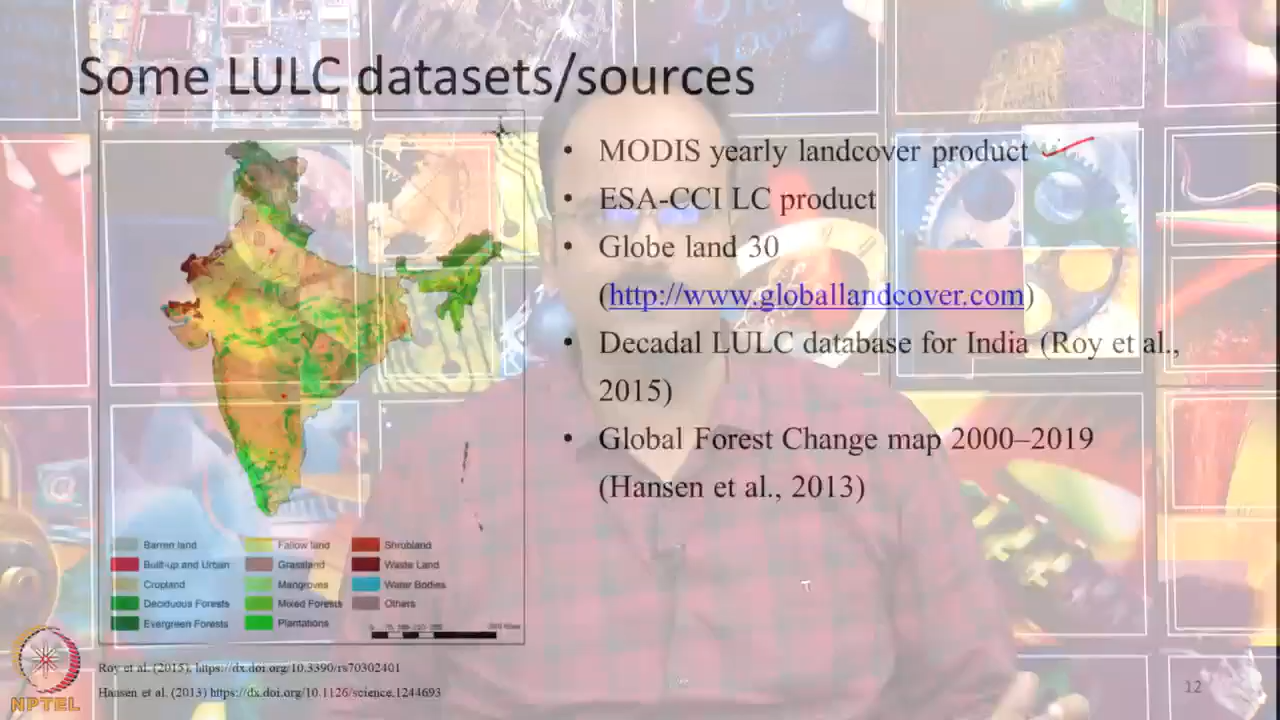 Some LULC datasets/sources
• MODIS yearly landcover product
• ESA-CCI LC product
• Globe land 30
(http://www.globallandcover.com)
• Decadal LULC database for India (Roy et al.,
2015)
• Global Forest Change map 2000–2019
(Hansen et al., 2013)
Barren land
Fallow land
Shrubland
Built-up and Urban
Grassland
Waste Land
Cropland
Mangroves
Water Bodies
Deciduous Forests
Mixed Forests
Others
Evergreen Forests
Plantations
Roy et al. (2015). https://dx.doi.org/10.3390/rs70302401
Hansen et al. (2013) https://dx.doi.org/10.1126/science.1244693
12
NPTEL